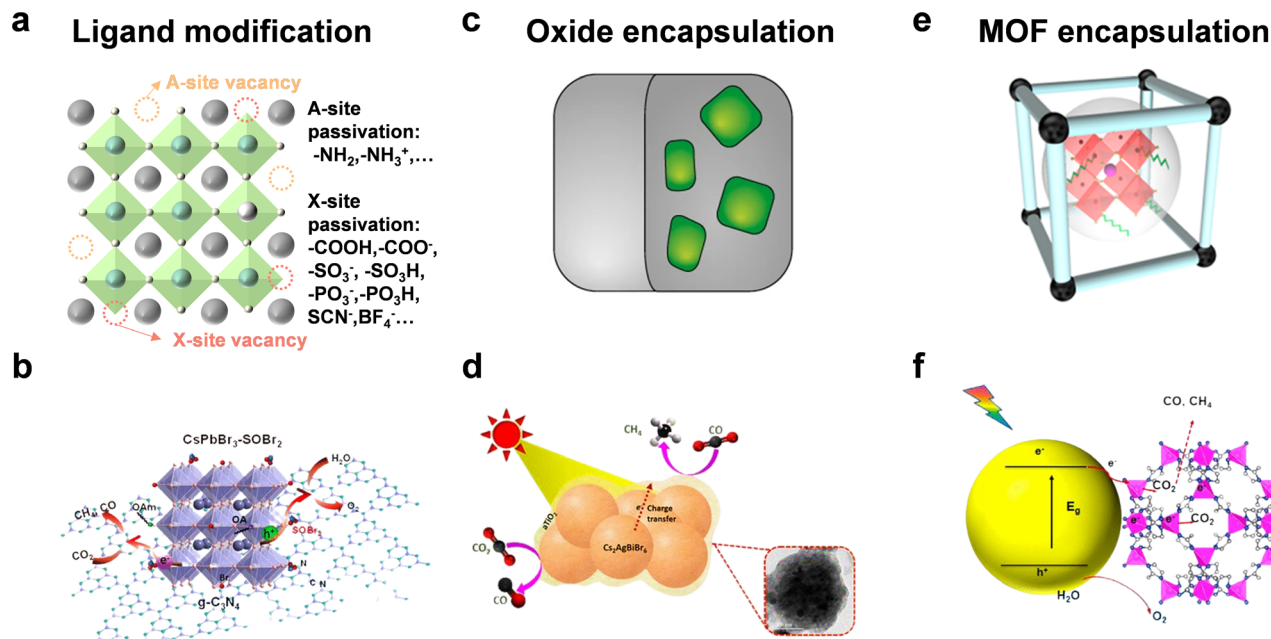 a Ligand modification
A-site vacancy
A-site
passivation:
-NH₂,-NH₃⁺,...
X-site
passivation:
-COOH,-COO⁻,
-SO₃⁻, -SO₃H,
-PO₃⁻,-PO₃H,
SCN⁻,BF₄⁻...
X-site vacancy
b
CsPbBr₃-SOBr₂
H₂O
O₂
CH₄, CO
OAm
OA
h⁺
SOBr₂
CO₂
e⁻
Br
N
C N
g-C₃N₄
c Oxide encapsulation
d
CH₄
CO
aTiO₂
e⁻ Charge
transfer
Cs₂AgBiBr₆
CO₂
CO
e MOF encapsulation
f
CO, CH₄
e⁻
e⁻
CO₂
e⁻
E_g
e⁻
e⁻
CO₂
h⁺
H₂O
O₂